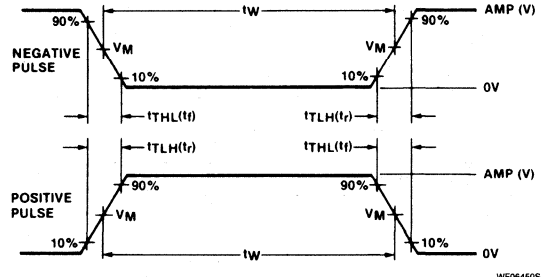 tW
AMP (V)
90%
90%
NEGATIVE
PULSE
VM
VM
10%
10%
0V
tTHL(tf)
tTLH(tr)
tTLH(tr)
tTHL(tf)
AMP (V)
90%
90%
POSITIVE
PULSE
VM
VM
10%
10%
tW
0V
WF06450S